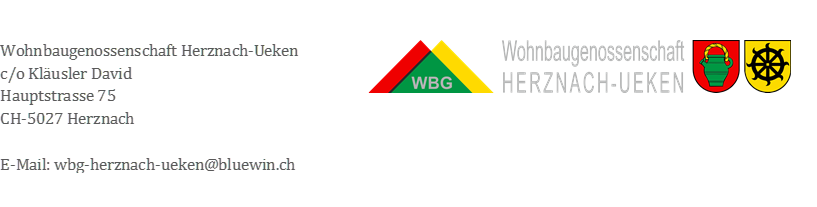 Wohnbaugenossenschaft Herznach-Ueken
c/o Kläusler David
Hauptstrasse 75
CH-5027 Herznach
E-Mail: wbg-herznach-ueken@bluewin.ch
WBG
Wohnbaugenossenschaft
HERZNACH-UEKEN